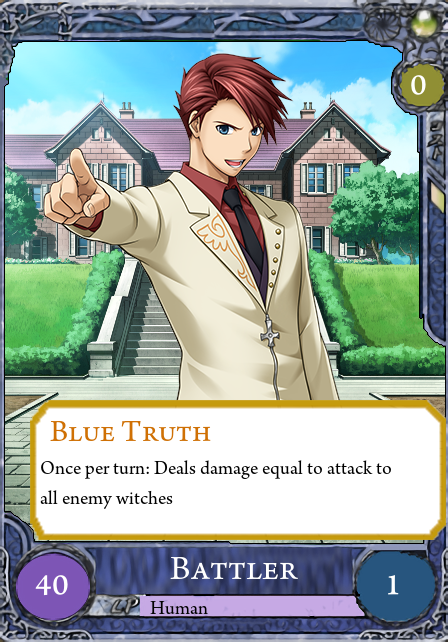 0
Blue Truth
Once per turn: Deals damage equal to attack to
all enemy witches
Battler
40
LP
Human
1